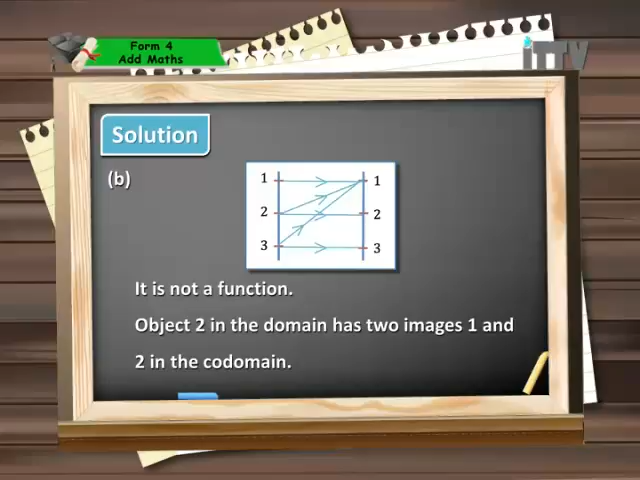 Form 4
Add Maths
iTTV
Solution
(b)
1 1
2 2
3 3
It is not a function.
Object 2 in the domain has two images 1 and
2 in the codomain.